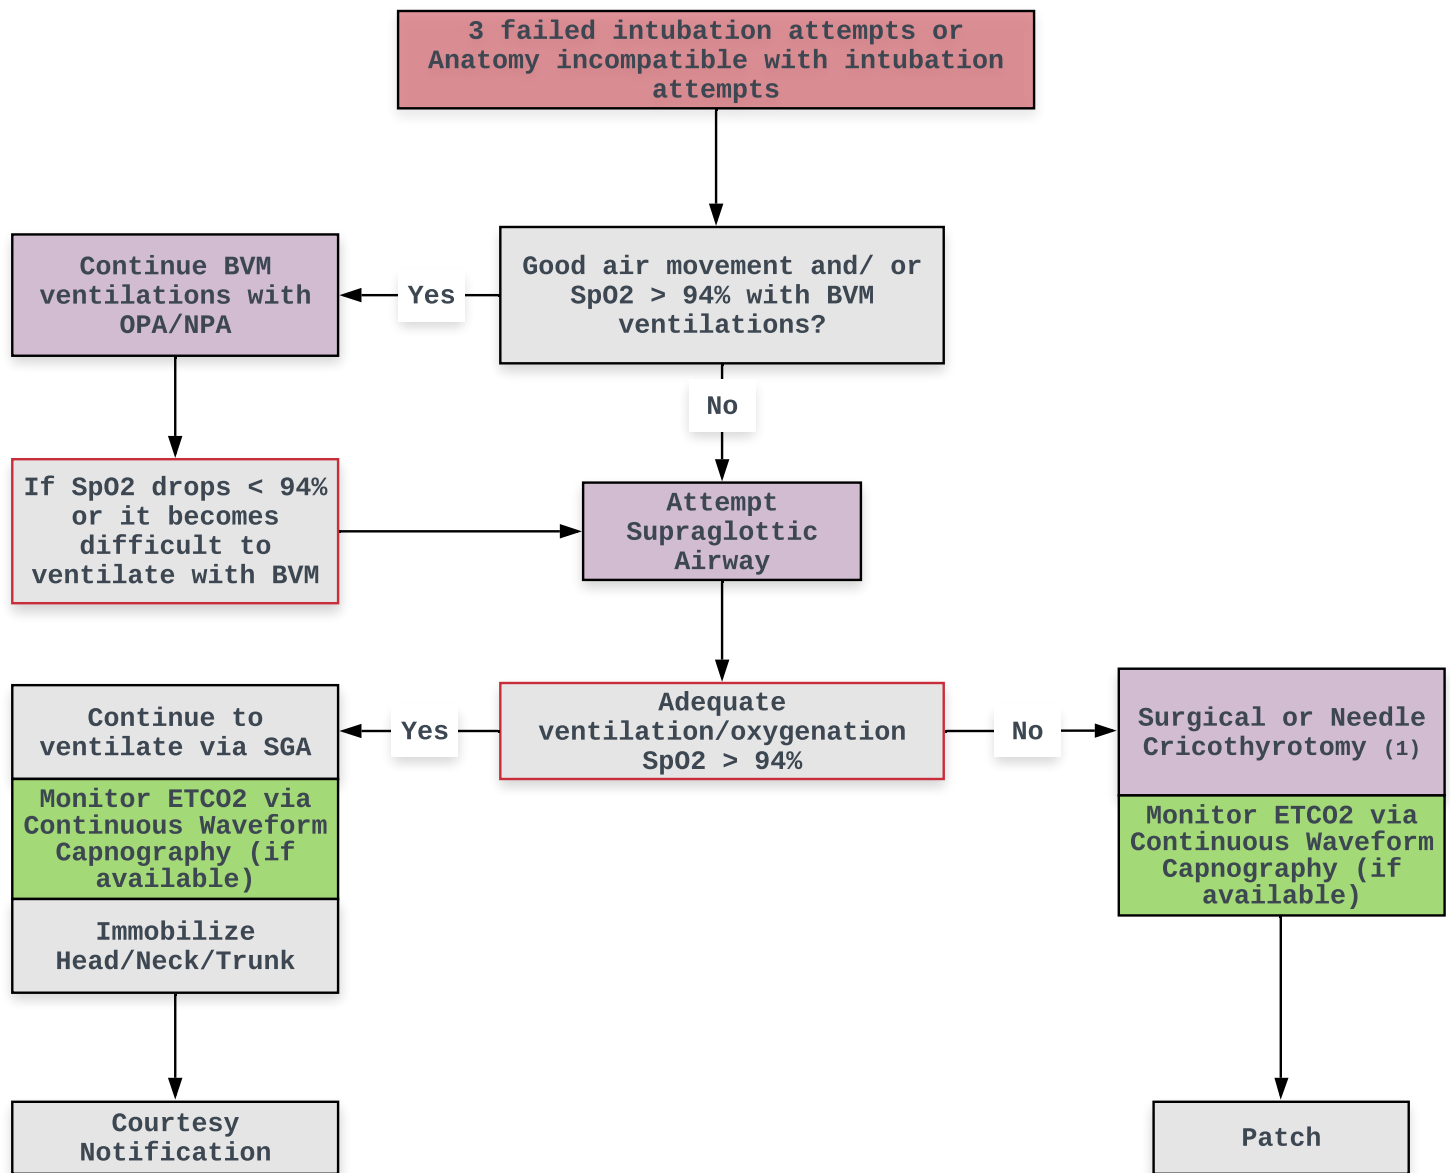 3 failed intubation attempts or
Anatomy incompatible with intubation
attempts
Good air movement and/ or
SpO2 > 94% with BVM
ventilations?
Yes
Continue BVM
ventilations with
OPA/NPA
No
If SpO2 drops < 94%
or it becomes
difficult to
ventilate with BVM
Attempt
Supraglottic
Airway
Adequate
ventilation/oxygenation
SpO2 > 94%
Yes
No
Continue to
ventilate via SGA
Monitor ETCO2 via
Continuous Waveform
Capnography (if
available)
Immobilize
Head/Neck/Trunk
Surgical or Needle
Cricothyrotomy (1)
Monitor ETCO2 via
Continuous Waveform
Capnography (if
available)
Courtesy
Notification
Patch